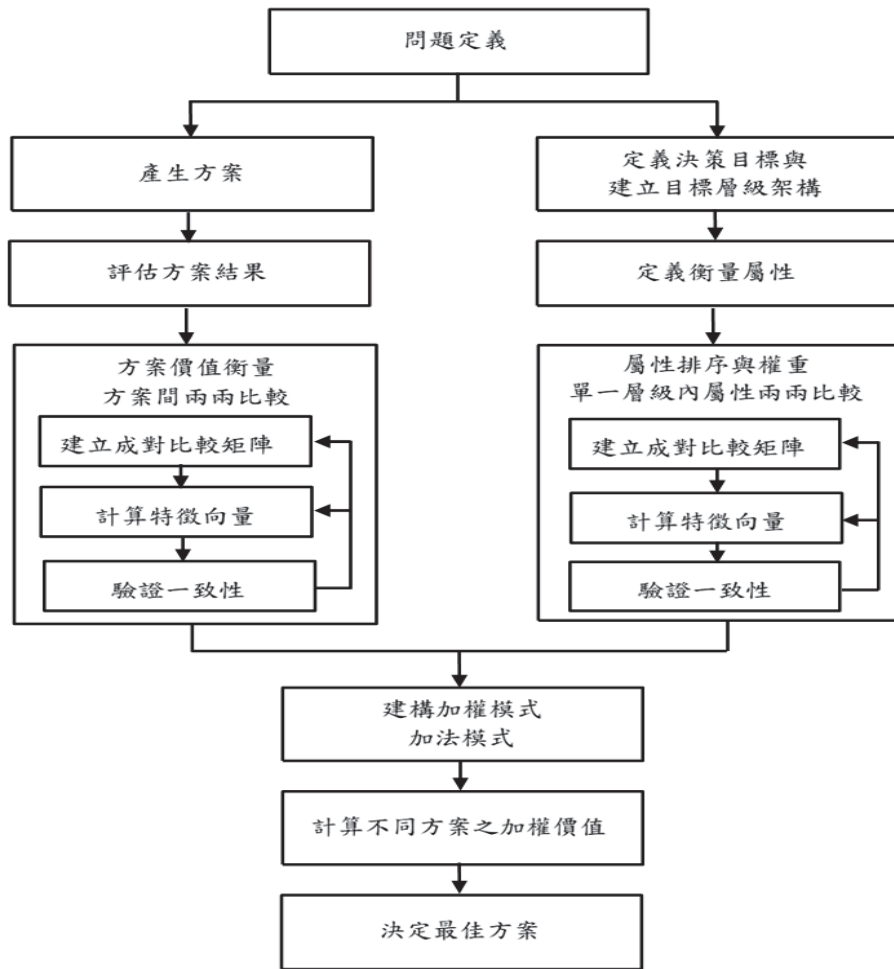 問題定義
產生方案
評估方案結果
方案價值衡量
方案間兩兩比較
建立成對比較矩陣
計算特徵向量
驗證一致性
定義決策目標與
建立目標層級架構
定義衡量屬性
屬性排序與權重
單一層級內屬性兩兩比較
建立成對比較矩陣
計算特徵向量
驗證一致性
建構加權模式
加法模式
計算不同方案之加權價值
決定最佳方案